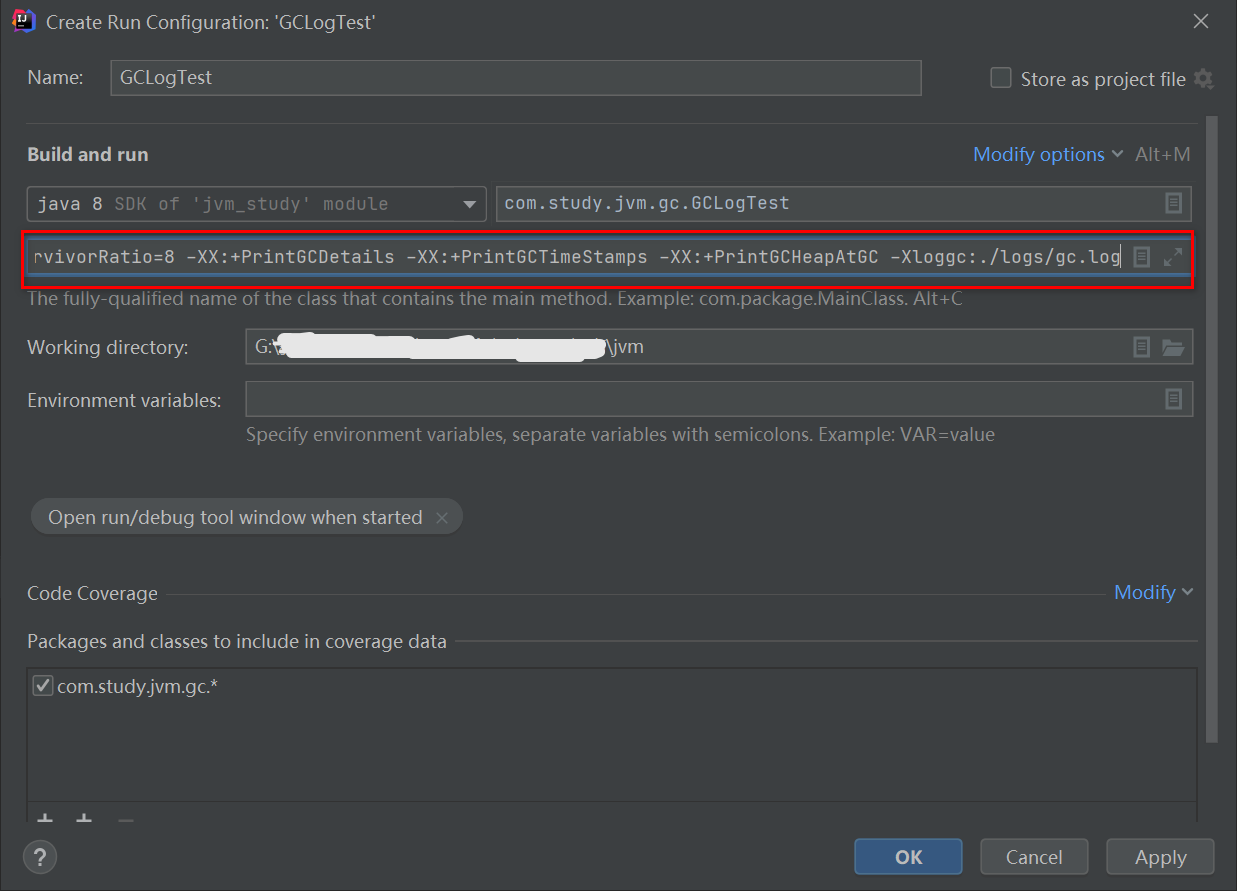 Create Run Configuration: 'GCLogTest'
Name: GCLogTest Store as project file
Build and run Modify options Alt+M
java 8 SDK of 'jvm_study' module com.study.jvm.gc.GCLogTest
rvivorRatio=8 -XX:+PrintGCDetails -XX:+PrintGCTimeStamps -XX:+PrintGCHeapAtGC -Xloggc:./logs/gc.log
The fully-qualified name of the class that contains the main method. Example: com.package.MainClass. Alt+C
Working directory: G:\ \jvm
Environment variables:
Specify environment variables, separate variables with semicolons. Example: VAR=value
Open run/debug tool window when started
Code Coverage Modify
Packages and classes to include in coverage data
com.study.jvm.gc.*
? OK Cancel Apply